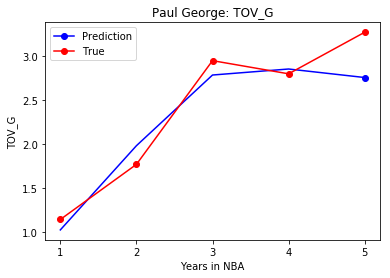 Paul George: TOV_G
Prediction
True
TOV_G
3.0
2.5
2.0
1.5
1.0
1 2 3 4 5
Years in NBA